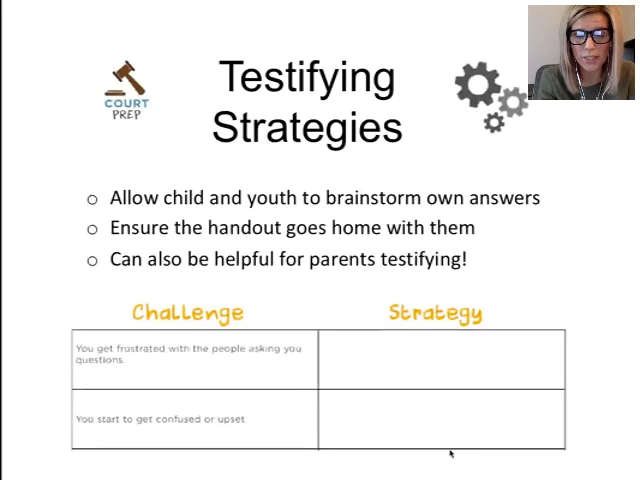 Testifying
Strategies
COURT
PREP
o Allow child and youth to brainstorm own answers
o Ensure the handout goes home with them
o Can also be helpful for parents testifying!
Challenge Strategy
You get frustrated with the people asking you
questions.
You start to get confused or upset